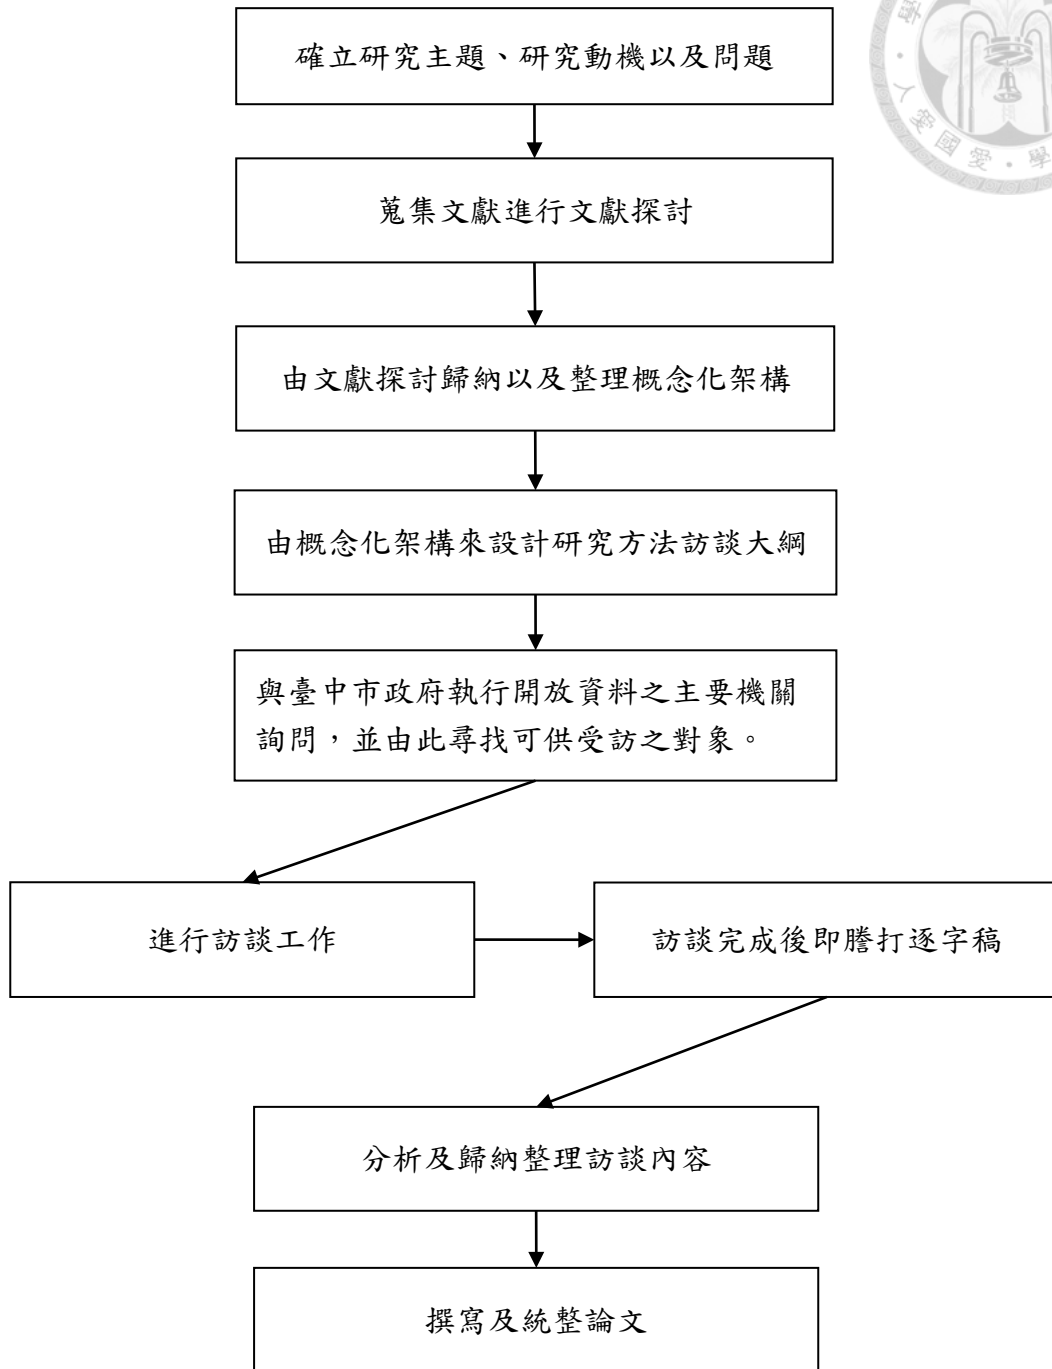 確立研究主題、研究動機以及問題
蒐集文獻進行文獻探討
由文獻探討歸納以及整理概念化架構
由概念化架構來設計研究方法訪談大綱
與臺中市政府執行開放資料之主要機關
詢問，並由此尋找可供受訪之對象。
進行訪談工作
訪談完成後即謄打逐字稿
分析及歸納整理訪談內容
撰寫及統整論文
學・人愛國愛・學